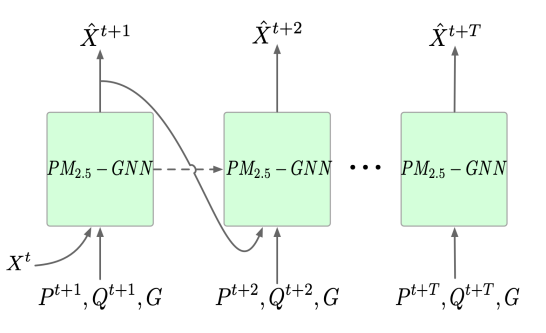 X̂^{t+1} X̂^{t+2} X̂^{t+T}
PM_{2.5} − GNN PM_{2.5} − GNN ··· PM_{2.5} − GNN
X^t
P^{t+1}, Q^{t+1}, G P^{t+2}, Q^{t+2}, G P^{t+T}, Q^{t+T}, G